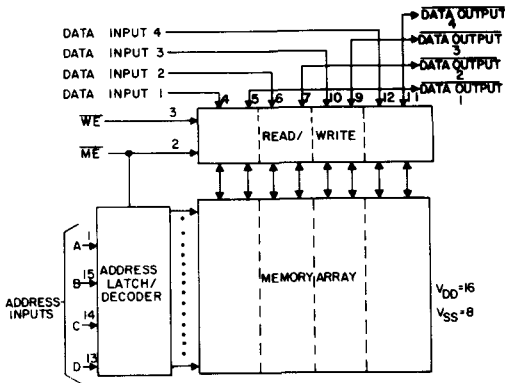 DATA INPUT 4
DATA INPUT 3
DATA INPUT 2
DATA INPUT 1
DATA OUTPUT
4
DATA OUTPUT
3
DATA OUTPUT
2
DATA OUTPUT
1
4 5 6 7 10 9 12 11
WE 3
ME 2
READ/ WRITE
ADDRESS
INPUTS
A 1
B 15
C 14
D 13
ADDRESS
LATCH/
DECODER
MEMORY ARRAY
VDD=16
VSS=8